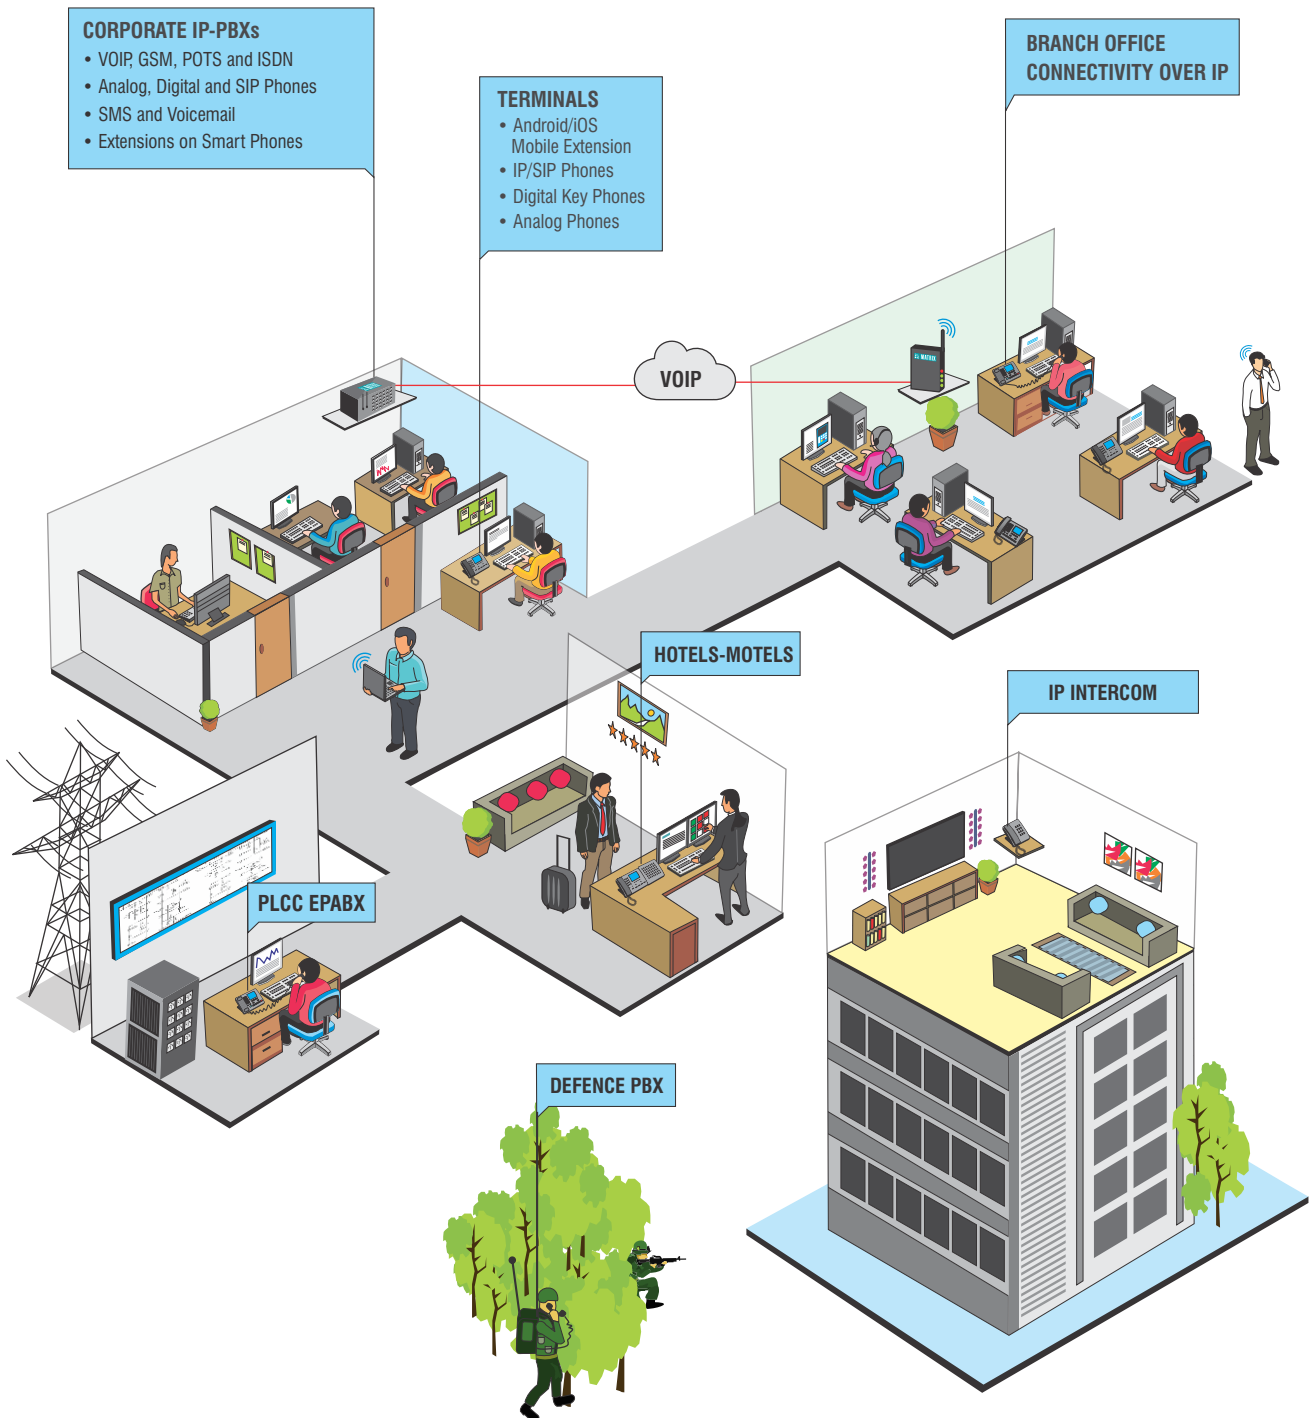 CORPORATE IP-PBXs
• VOIP, GSM, POTS and ISDN
• Analog, Digital and SIP Phones
• SMS and Voicemail
• Extensions on Smart Phones
TERMINALS
• Android/iOS
Mobile Extension
• IP/SIP Phones
• Digital Key Phones
• Analog Phones
BRANCH OFFICE
CONNECTIVITY OVER IP
VOIP
MATRIX
HOTELS-MOTELS
IP INTERCOM
PLCC EPABX
DEFENCE PBX